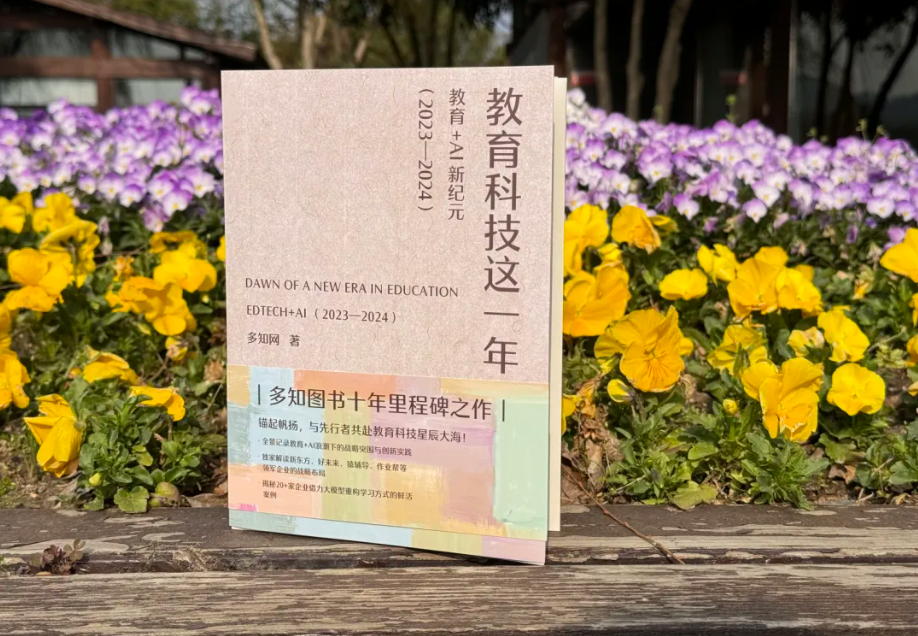 教育科技这一年
教育+AI 新纪元
(2023—2024)
DAWN OF A NEW ERA IN EDUCATION
EDTECH+AI（2023—2024）
多知网 著
|多知图书十年里程碑之作|
锚起帆扬，与先行者共赴教育科技星辰大海！
·全景记录教育+AI浪潮下的战略突围与创新实践
·独家解读新东方、好未来、猿辅导、作业帮等
领军企业的战略布局
·揭秘20+家企业借力大模型重构学习方式的鲜活
案例